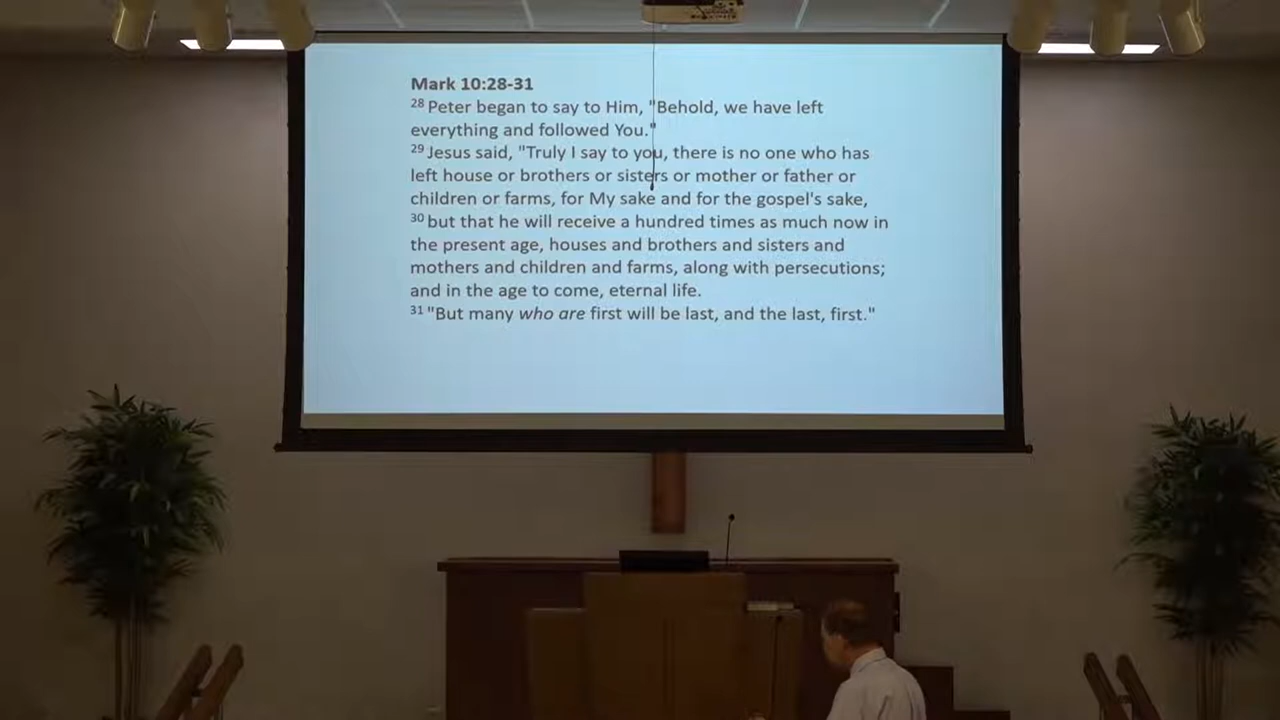 Mark 10:28-31
28 Peter began to say to Him, "Behold, we have left
everything and followed You."
29 Jesus said, "Truly I say to you, there is no one who has
left house or brothers or sisters or mother or father or
children or farms, for My sake and for the gospel's sake,
30 but that he will receive a hundred times as much now in
the present age, houses and brothers and sisters and
mothers and children and farms, along with persecutions;
and in the age to come, eternal life.
31 "But many who are first will be last, and the last, first."